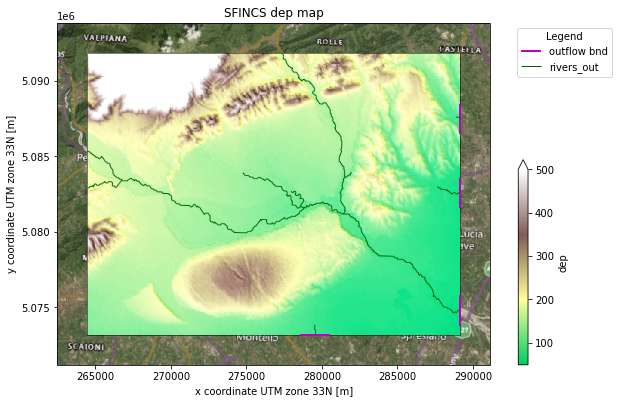 SFINCS dep map
1e6
VALPIANA
ROLLE
CASTELLA
Legend
outflow bnd
rivers_out
5.090
5.085
5.080
5.075
y coordinate UTM zone 33N [m]
Pe
M
Lucia
ave
27
SCAIONI
Montello
Spresiano
265000
270000
275000
280000
285000
290000
x coordinate UTM zone 33N [m]
500
400
300
200
100
dep